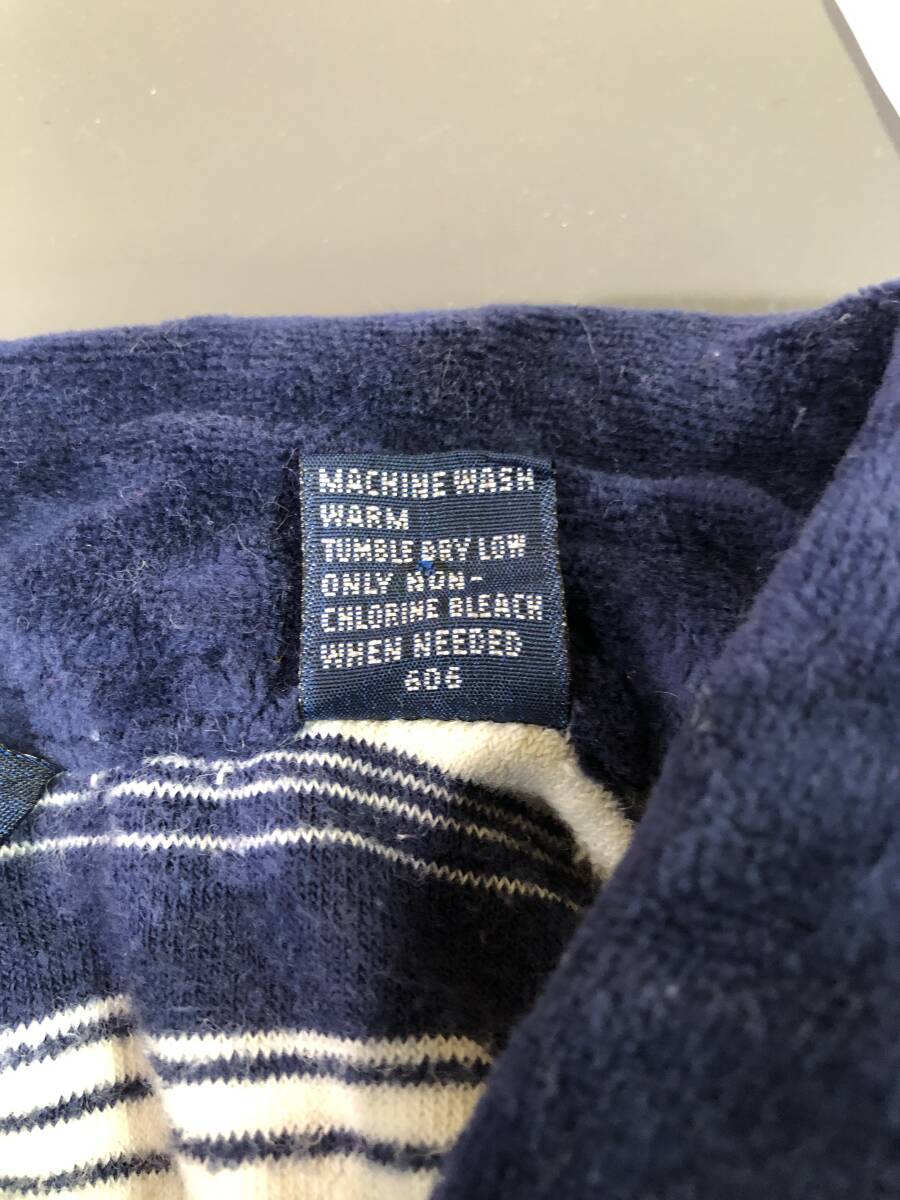 MACHINE WASH
WARM
TUMBLE DRY LOW
ONLY NON-
CHLORINE BLEACH
WHEN NEEDED
606